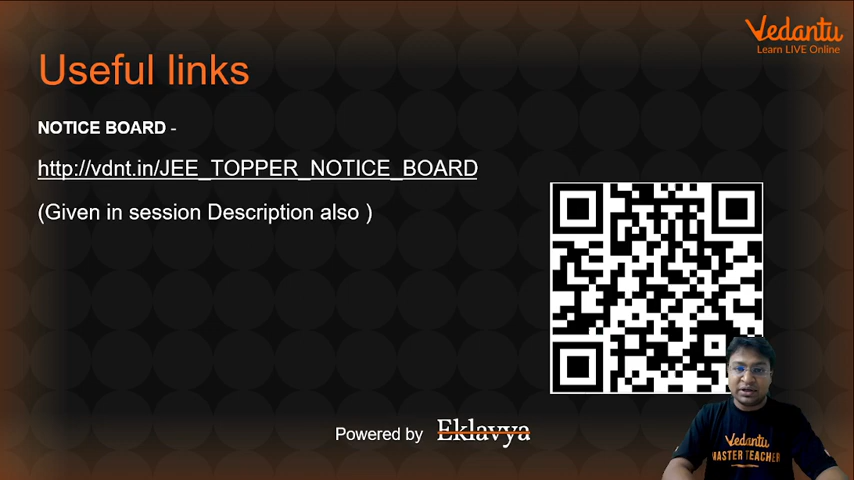 Vedantu
Learn LIVE Online
Useful links
NOTICE BOARD -
http://vdnt.in/JEE_TOPPER_NOTICE_BOARD
(Given in session Description also )
Powered by Eklavya
Vedantu
MASTER TEACHER